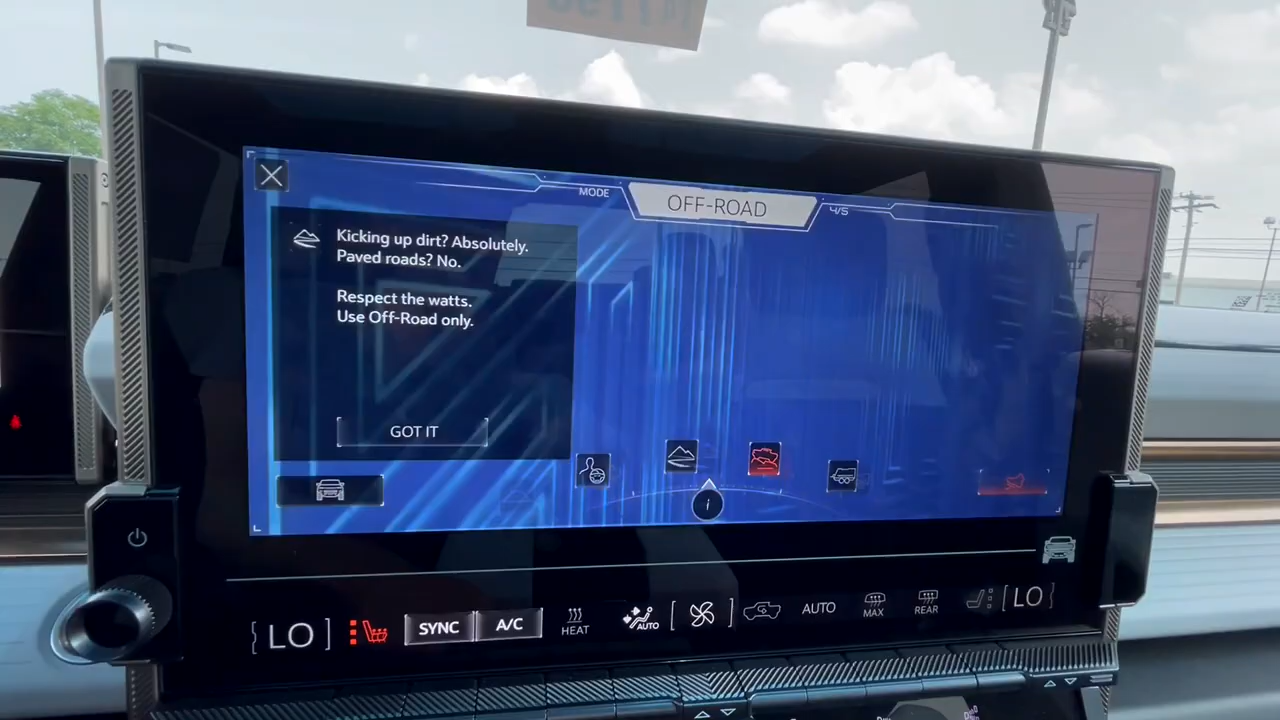 MODE
OFF-ROAD
4/5
Kicking up dirt? Absolutely.
Paved roads? No.
Respect the watts.
Use Off-Road only.
GOT IT
i
LO
SYNC
A/C
HEAT
AUTO
AUTO
MAX
REAR
LO